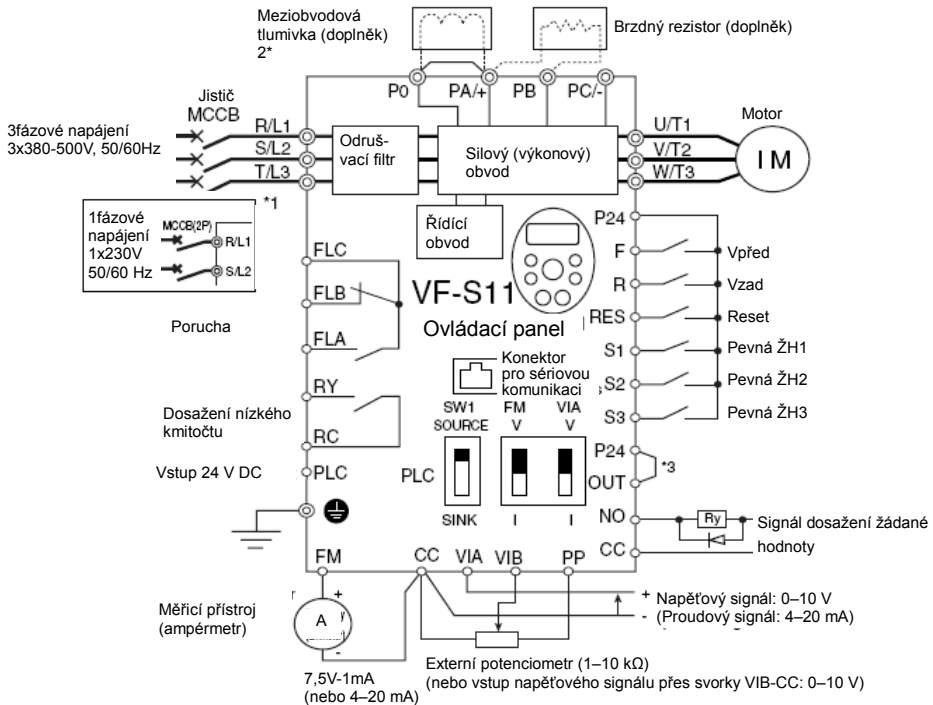 Meziobvodová
tlumivka (doplněk)
2*
Brzdný rezistor (doplněk)
P0
PA/+
PB
PC/-
Jistič
MCCB
3fázové napájení
3x380-500V, 50/60Hz
R/L1
S/L2
T/L3
Odruš-
vací filtr
Silový (výkonový)
obvod
U/T1
V/T2
W/T3
Motor
I M
*1
1fázové
napájení
1x230V
50/60 Hz
MCCB(2P)
R/L1
S/L2
Řídící
obvod
P24
F
Vpřed
R
Vzad
RES
Reset
S1
Pevná ŽH1
S2
Pevná ŽH2
S3
Pevná ŽH3
FLC
FLB
FLA
Porucha
VF-S11
Ovládací panel
Konektor
pro sériovou
komunikaci
RY
RC
Dosažení nízkého
kmitočtu
Vstup 24 V DC
PLC
SW1
SOURCE
PLC
SINK
FM
V
I
VIA
V
I
P24
OUT
*3
NO
Ry
CC
Signál dosažení žádané
hodnoty
FM
CC
VIA
VIB
PP
Měřicí přístroj
(ampérmetr)
+
A
-
7,5V-1mA
(nebo 4–20 mA)
+ Napěťový signál: 0–10 V
- (Proudový signál: 4–20 mA)
Externí potenciometr (1–10 kΩ)
(nebo vstup napěťového signálu přes svorky VIB-CC: 0–10 V)